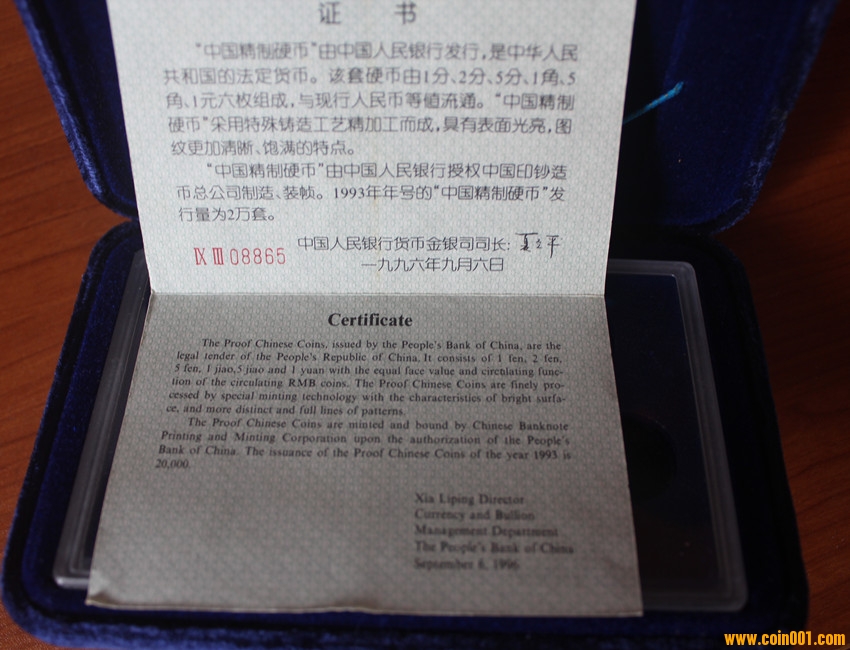 证 书
“中国精制硬币”由中国人民银行发行，是中华人民
共和国的法定货币。该套硬币由1分、2分、5分、1角、5
角、1元六枚组成，与现行人民币等值流通。“中国精制
硬币”采用特殊铸造工艺精加工而成，具有表面光亮，图
纹更加清晰、饱满的特点。
“中国精制硬币”由中国人民银行授权中国印钞造
币总公司制造、装帧。1993年年号的“中国精制硬币”发
行量为2万套。
中国人民银行货币金银司司长：夏立平
ⅨⅢ08865
一九九六年九月六日
Certificate
The Proof Chinese Coins, issued by the People's Bank of China, are the
legal tender of the People's Republic of China. It consists of 1 fen, 2 fen,
5 fen, 1 jiao,5 jiao and 1 yuan with the equal face value and circulating func-
tion of the circulating RMB coins. The Proof Chinese Coins are finely pro-
cessed by special minting technology with the characteristics of bright surfa-
ce, and more distinct and full lines of patterns.
The Proof Chinese Coins are minted and bound by Chinese Banknote
Printing and Minting Corporation upon the authorization of the People's
Bank of China. The issuance of the Proof Chinese Coins of the year 1993 is
20,000.
Xia Liping Director
Currency and Bullion
Management Department
The People's Bank of China
September 6, 1996
www.coin001.com